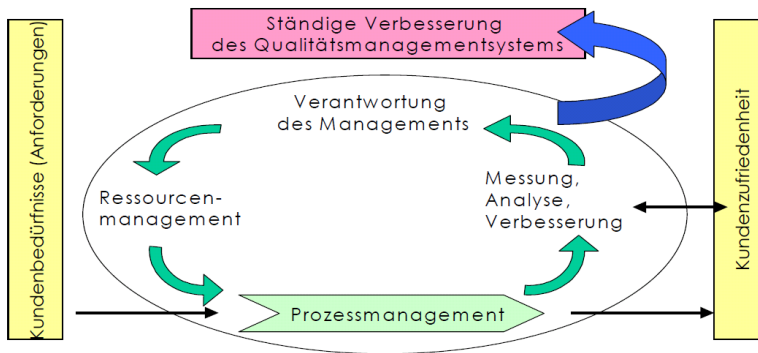 Ständige Verbesserung
des Qualitätsmanagementsystems
Kundenbedürfnisse (Anforderungen)
Verantwortung
des Managements
Ressourcen-
management
Messung,
Analyse,
Verbesserung
Prozessmanagement
Kundenzufriedenheit